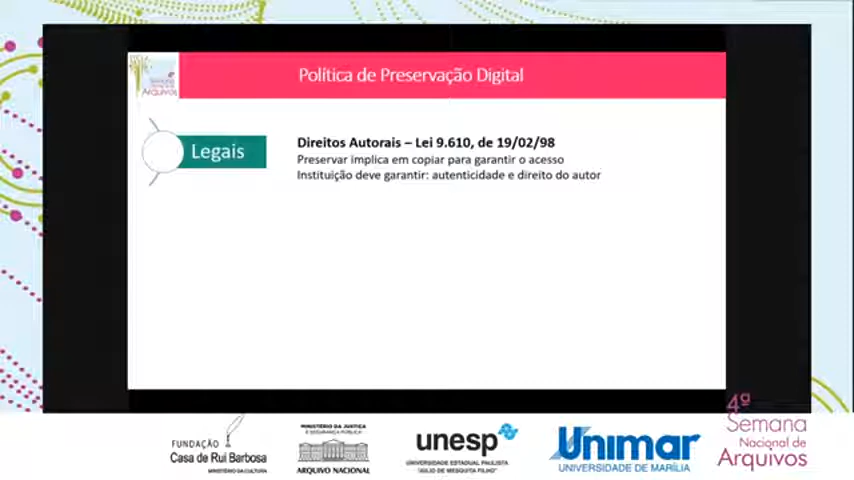 Política de Preservação Digital
Semana
Arquivos
Legais
Direitos Autorais – Lei 9.610, de 19/02/98
Preservar implica em copiar para garantir o acesso
Instituição deve garantir: autenticidade e direito do autor
FUNDAÇÃO
Casa de Rui Barbosa
MINISTÉRIO DA CULTURA
MINISTÉRIO DA JUSTIÇA
E SEGURANÇA PÚBLICA
ARQUIVO NACIONAL
unesp
UNIVERSIDADE ESTADUAL PAULISTA
"JÚLIO DE MESQUITA FILHO"
Unimar
UNIVERSIDADE DE MARÍLIA
4ª
Semana
Nacional de
Arquivos